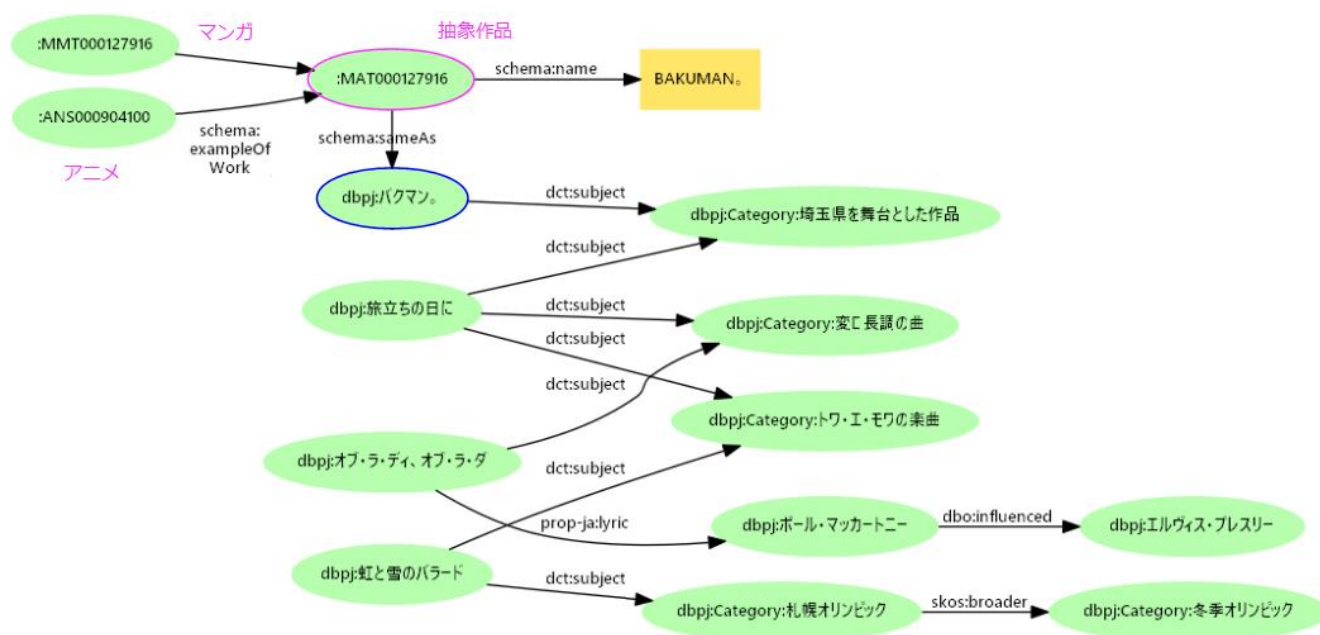 マンガ
抽象作品
:MMT000127916
:MAT000127916
schema:name
BAKUMAN。
:ANS000904100
schema:
exampleOf
Work
schema:sameAs
アニメ
dbpj:バクマン。
dct:subject
dbpj:Category:埼玉県を舞台とした作品
dct:subject
dbpj:旅立ちの日に
dct:subject
dbpj:Category:変ロ長調の曲
dct:subject
dct:subject
dbpj:Category:トワ・エ・モワの楽曲
dbpj:オブ・ラ・ディ、オブ・ラ・ダ
dct:subject
prop-ja:lyric
dbpj:ポール・マッカートニー
dbo:influenced
dbpj:エルヴィス・プレスリー
dbpj:虹と雪のバラード
dct:subject
dbpj:Category:札幌オリンピック
skos:broader
dbpj:Category:冬季オリンピック